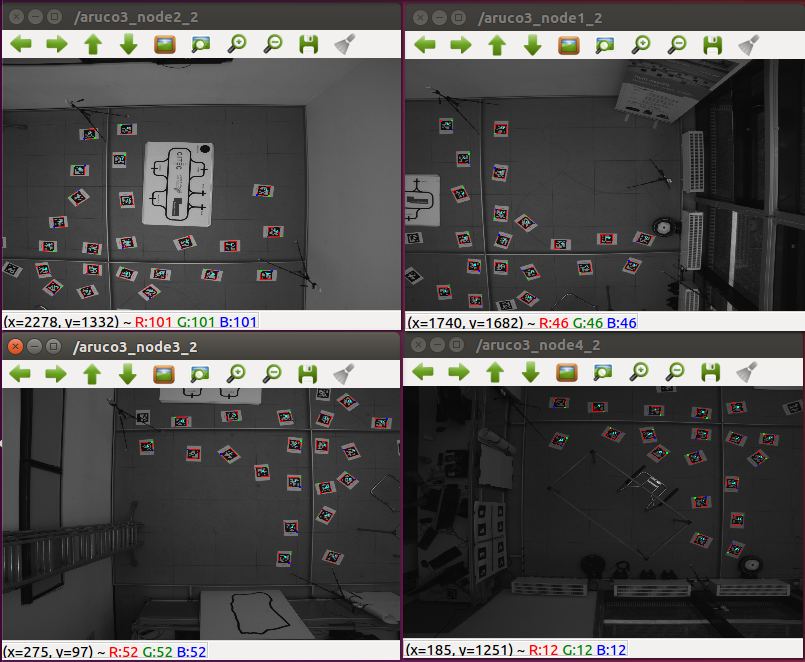 /aruco3_node2_2
/aruco3_node1_2
(x=2278, y=1332) ~ R:101 G:101 B:101
(x=1740, y=1682) ~ R:46 G:46 B:46
/aruco3_node3_2
/aruco3_node4_2
(x=275, y=97) ~ R:52 G:52 B:52
(x=185, y=1251) ~ R:12 G:12 B:12